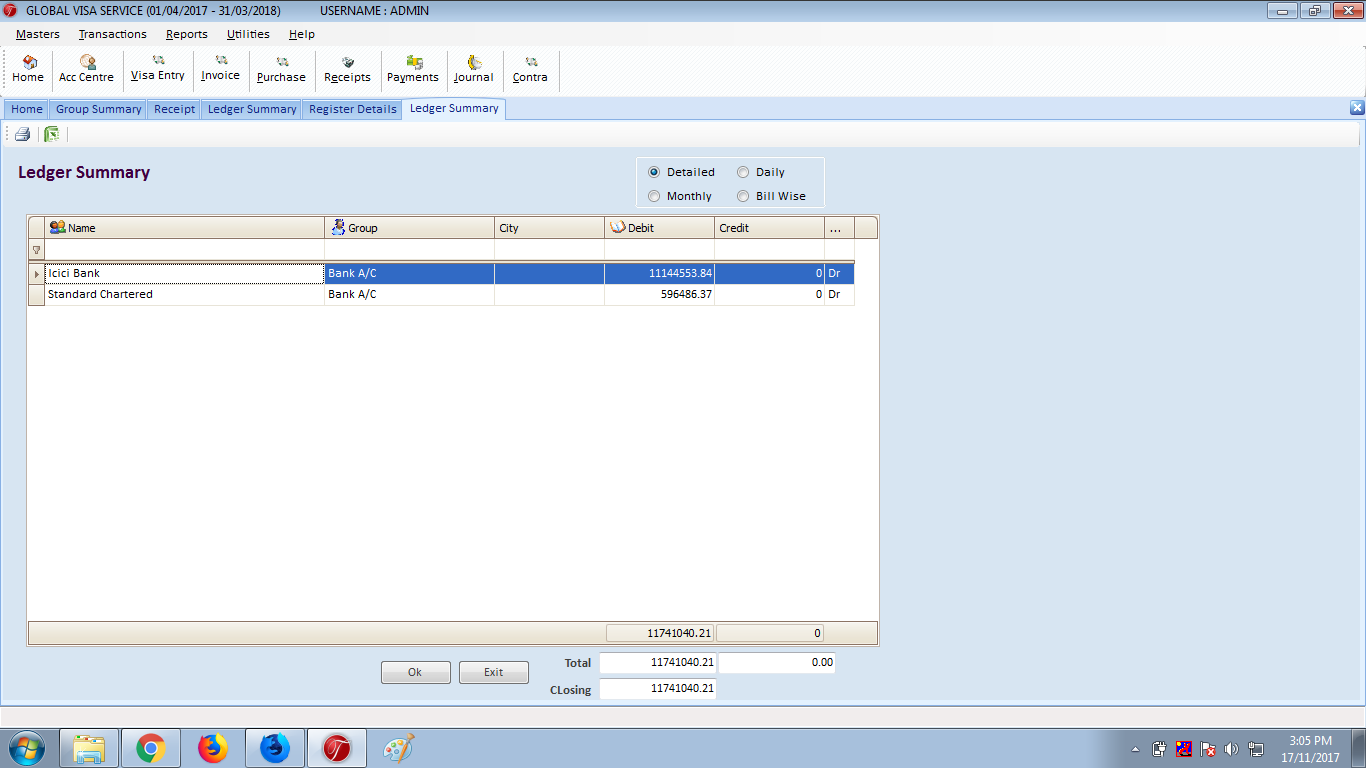 GLOBAL VISA SERVICE (01/04/2017 - 31/03/2018) USERNAME : ADMIN
Masters Transactions Reports Utilities Help
Home Acc Centre Visa Entry Invoice Purchase Receipts Payments Journal Contra
Home Group Summary Receipt Ledger Summary Register Details Ledger Summary
Ledger Summary
Detailed Daily
Monthly Bill Wise
Name Group City Debit Credit ...
Icici Bank Bank A/C 11144553.84 0 Dr
Standard Chartered Bank A/C 596486.37 0 Dr
11741040.21 0
Ok Exit Total 11741040.21 0.00
CLosing 11741040.21
3:05 PM
17/11/2017